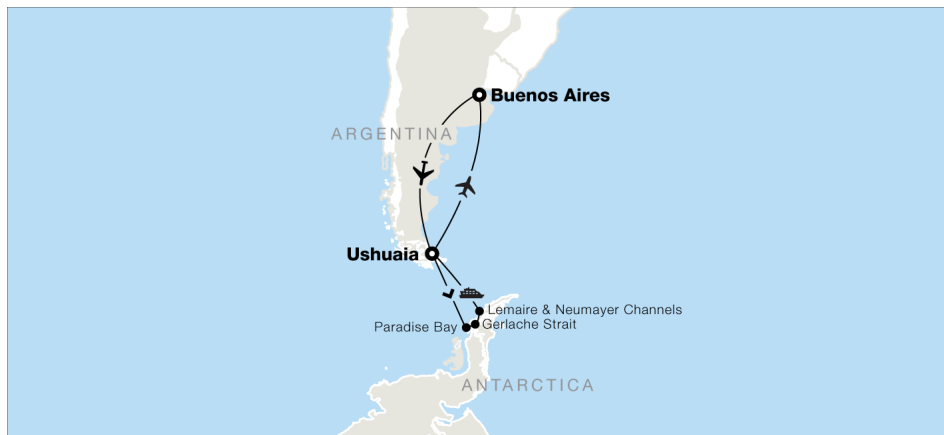 Buenos Aires
ARGENTINA
Ushuaia
Lemaire & Neumayer Channels
Gerlache Strait
Paradise Bay
ANTARCTICA